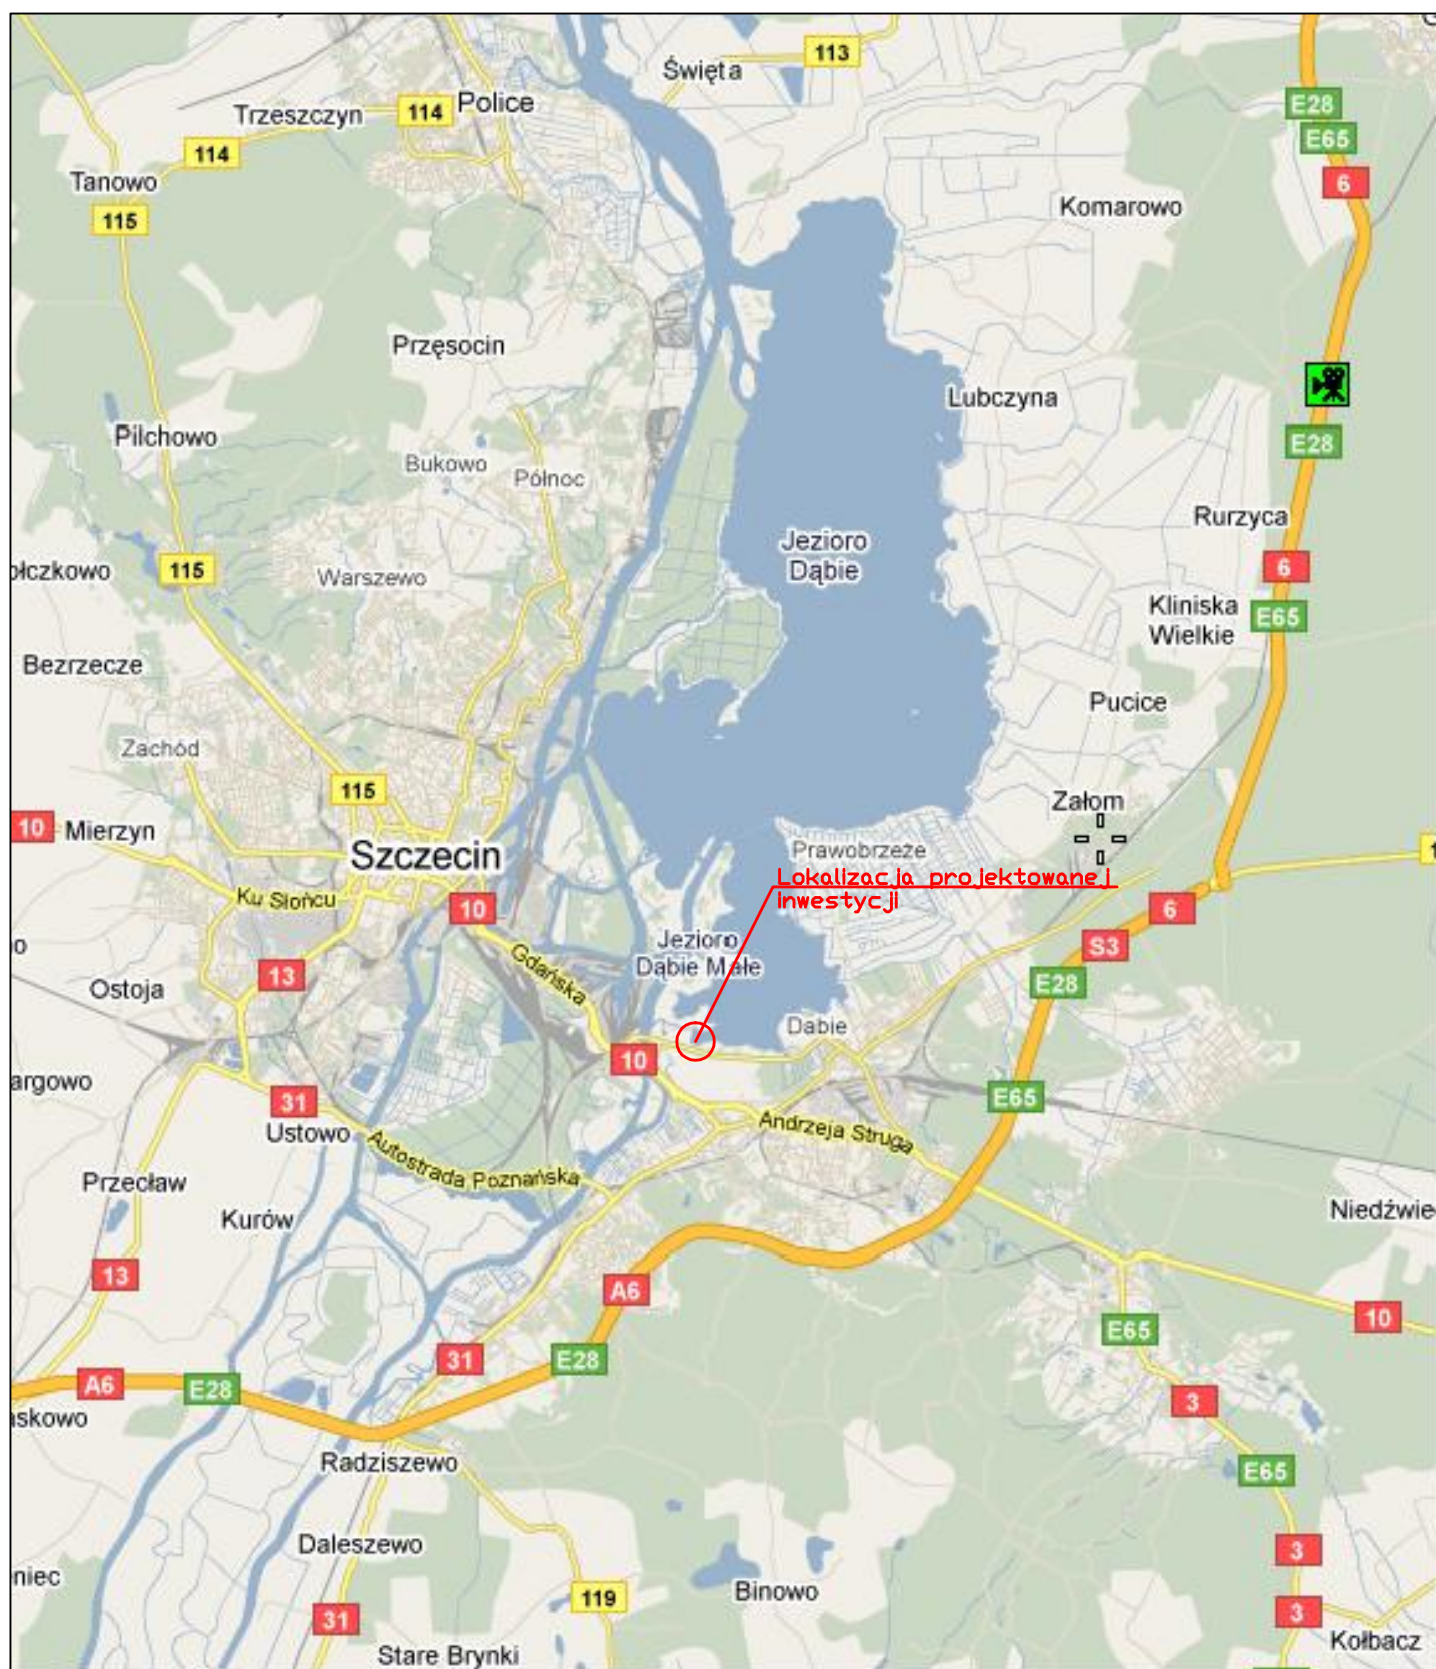 Święta
113
Police
114
Trzeszczyn
114
E28
E65
6
Tanowo
115
Komarowo
Przęsocin
Lubczyna
Pilchowo
E28
Bukowo
Północ
Rurzyca
Jezioro
Dąbie
ołczkowo
115
Warszewo
6
Kliniska
Wielkie
E65
Bezrzecze
Pucice
Zachód
115
Załom
10
Mierzyn
Szczecin
Prawobrzeże
1
Lokalizacja projektowanej
inwestycji
Ku Słońcu
10
6
S3
o
Gdańska
Jezioro
Dąbie Małe
13
Ostoja
E28
Dabie
10
argowo
E65
31
Ustowo
Andrzeja Struga
Autostrada Poznańska
Przecław
Kurów
Niedźwie
13
A6
10
E65
31
E28
A6
E28
3
askowo
Radziszewo
E65
Daleszewo
3
niec
Binowo
119
3
31
Kołbacz
Stare Brynki